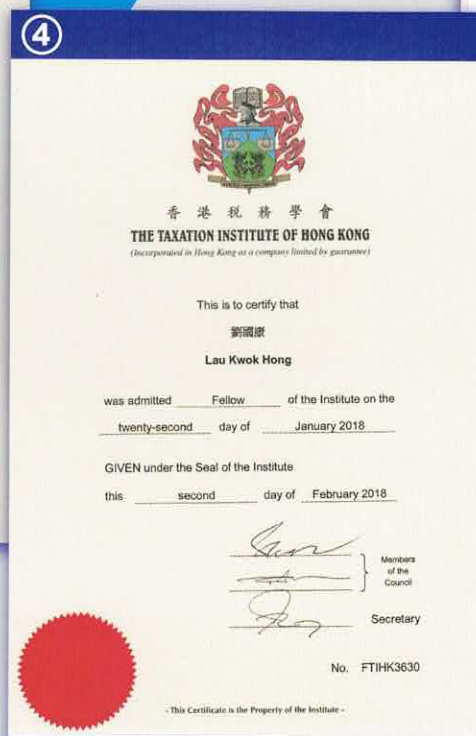 ④
香港稅務學會
THE TAXATION INSTITUTE OF HONG KONG
(Incorporated in Hong Kong as a company limited by guarantee)
This is to certify that
劉國康
Lau Kwok Hong
was admitted Fellow of the Institute on the
twenty-second day of January 2018
GIVEN under the Seal of the Institute
this second day of February 2018
Members
of the
Council
Secretary
No. FTIHK3630
- This Certificate is the Property of the Institute -